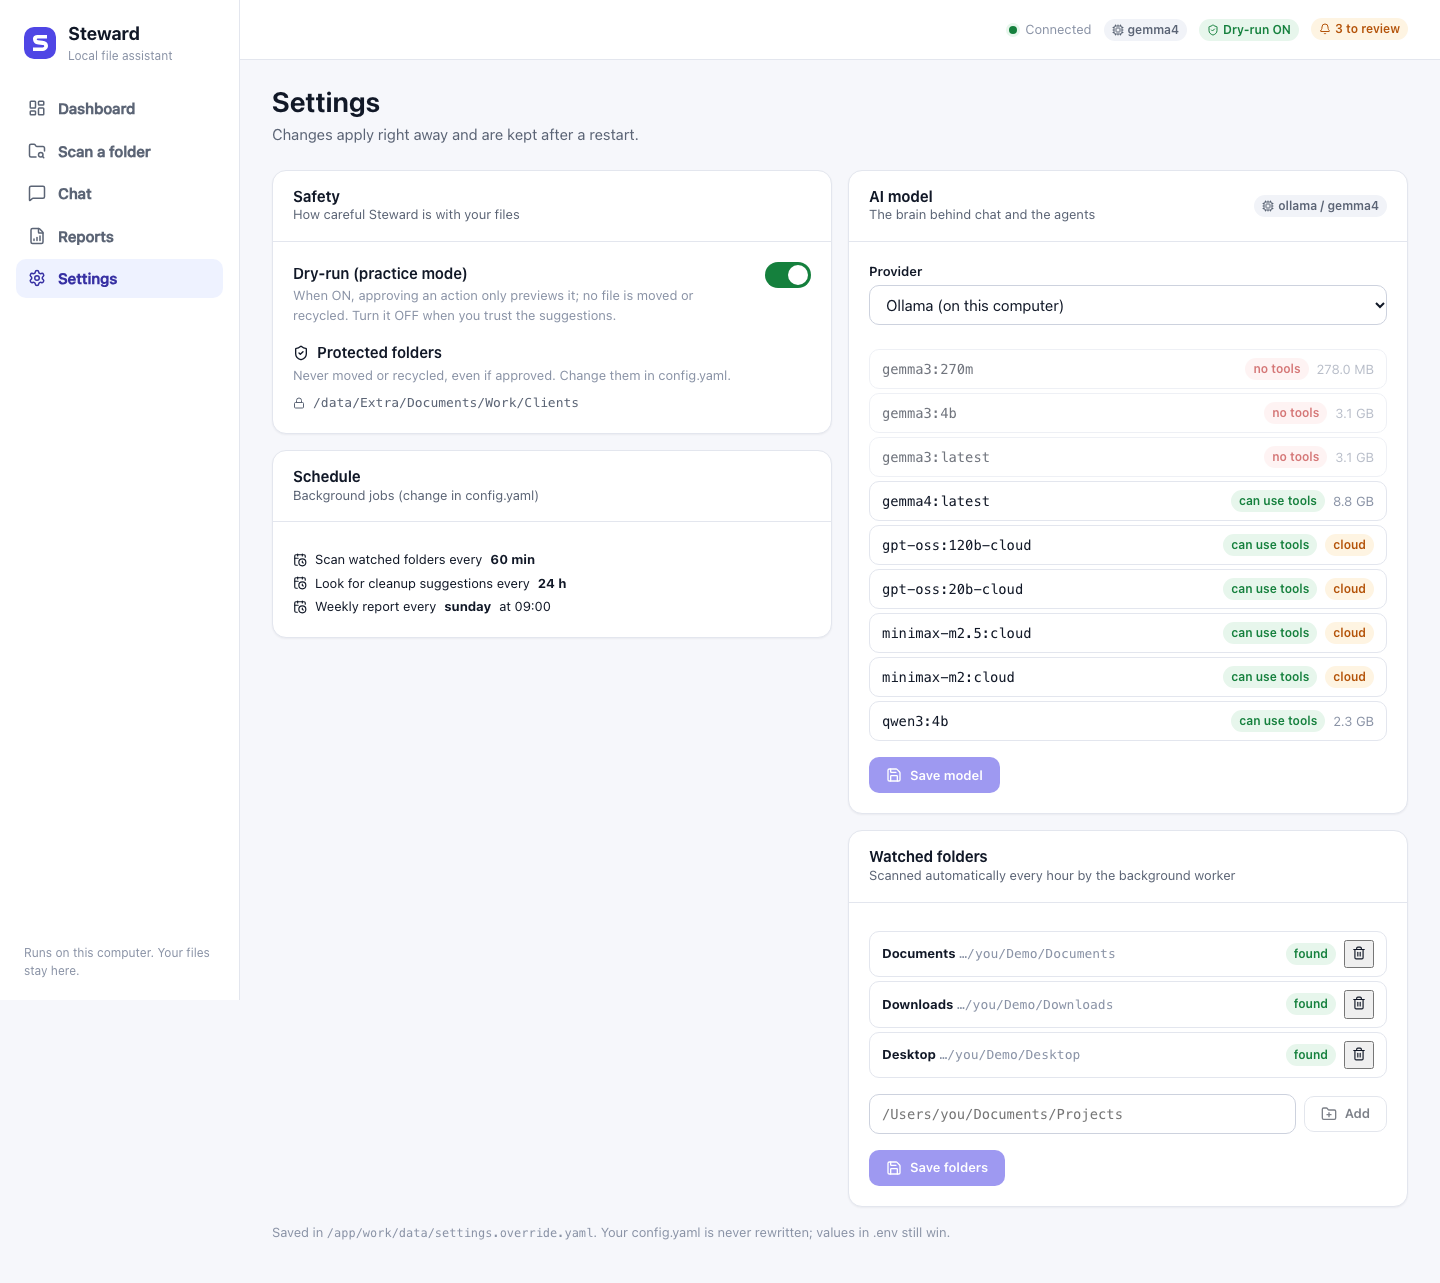 Steward
Local file assistant
Dashboard
Scan a folder
Chat
Reports
Settings
Runs on this computer. Your files
stay here.
Connected
gemma4
Dry-run ON
3 to review
Settings
Changes apply right away and are kept after a restart.
Safety
How careful Steward is with your files
Dry-run (practice mode)
When ON, approving an action only previews it; no file is moved or
recycled. Turn it OFF when you trust the suggestions.
Protected folders
Never moved or recycled, even if approved. Change them in config.yaml.
/data/Extra/Documents/Work/Clients
Schedule
Background jobs (change in config.yaml)
Scan watched folders every 60 min
Look for cleanup suggestions every 24 h
Weekly report every sunday at 09:00
AI model
The brain behind chat and the agents
ollama / gemma4
Provider
Ollama (on this computer)
gemma3:270m no tools 278.0 MB
gemma3:4b no tools 3.1 GB
gemma3:latest no tools 3.1 GB
gemma4:latest can use tools 8.8 GB
gpt-oss:120b-cloud can use tools cloud
gpt-oss:20b-cloud can use tools cloud
minimax-m2.5:cloud can use tools cloud
minimax-m2:cloud can use tools cloud
qwen3:4b can use tools 2.3 GB
Save model
Watched folders
Scanned automatically every hour by the background worker
Documents …/you/Demo/Documents found
Downloads …/you/Demo/Downloads found
Desktop …/you/Demo/Desktop found
/Users/you/Documents/Projects Add
Save folders
Saved in /app/work/data/settings.override.yaml. Your config.yaml is never rewritten; values in .env still win.